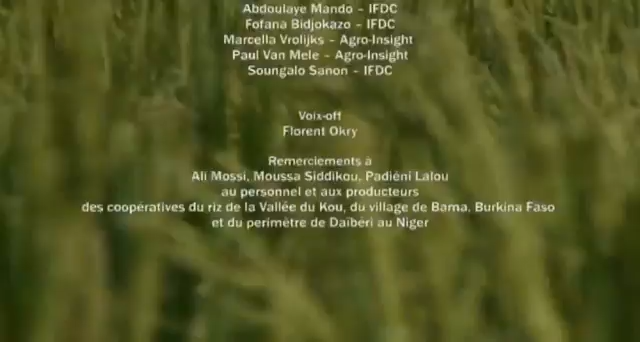 Abdoulaye Mando - IFDC
Fofana Bidjokazo - IFDC
Marcella Vrolijks - Agro-Insight
Paul Van Mele - Agro-Insight
Soungalo Sanon - IFDC
Voix-off
Florent Okry
Remerciements à
Ali Mossi, Moussa Siddikou, Padiéni Lalou
au personnel et aux producteurs
des coopératives du riz de la Vallée du Kou, du village de Bama, Burkina Faso
et du perimètre de Daïbéri au Niger